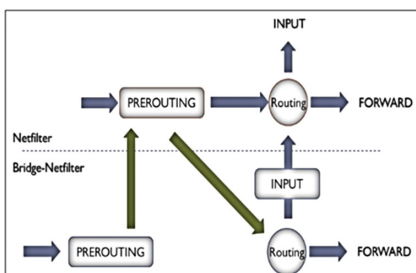 INPUT
PREROUTING
Routing
FORWARD
Netfilter
Bridge-Netfilter
INPUT
PREROUTING
Routing
FORWARD